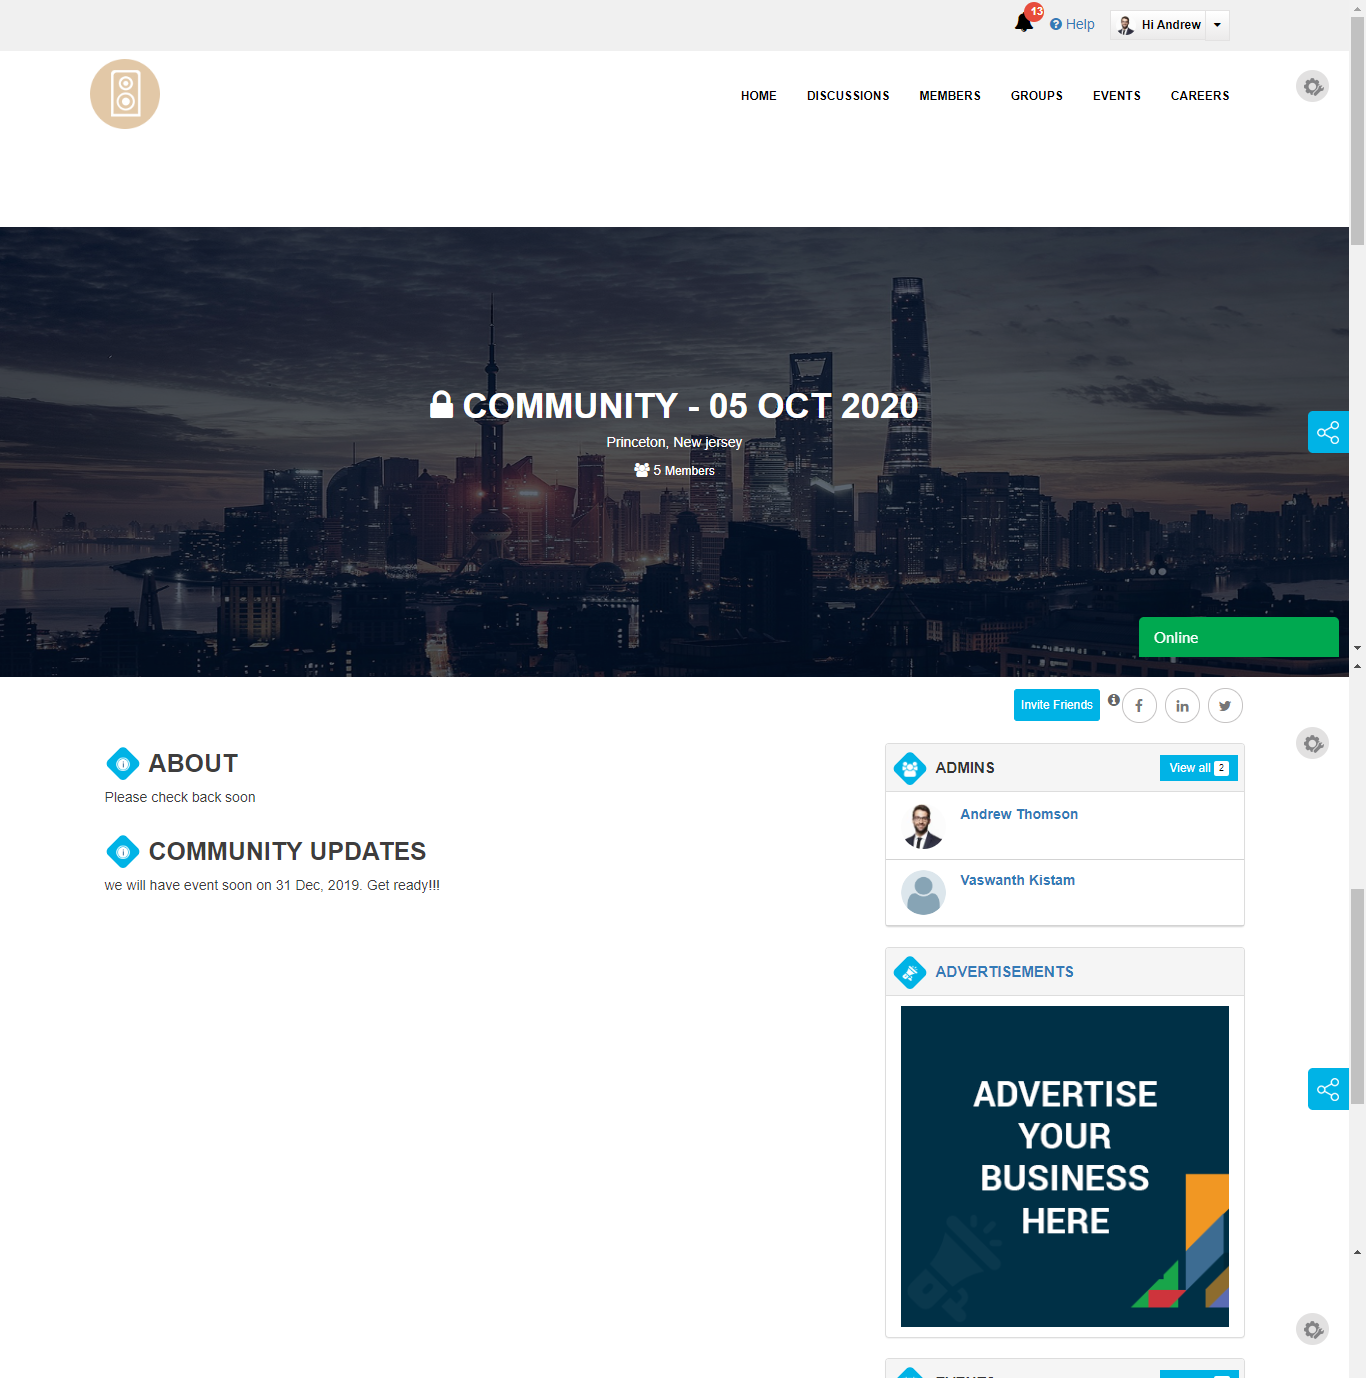 13
Help
Hi Andrew
HOME DISCUSSIONS MEMBERS GROUPS EVENTS CAREERS
COMMUNITY - 05 OCT 2020
Princeton, New jersey
5 Members
Online
Invite Friends
ABOUT
Please check back soon
COMMUNITY UPDATES
we will have event soon on 31 Dec, 2019. Get ready!!!
ADMINS
View all 2
Andrew Thomson
Vaswanth Kistam
ADVERTISEMENTS
ADVERTISE
YOUR
BUSINESS
HERE